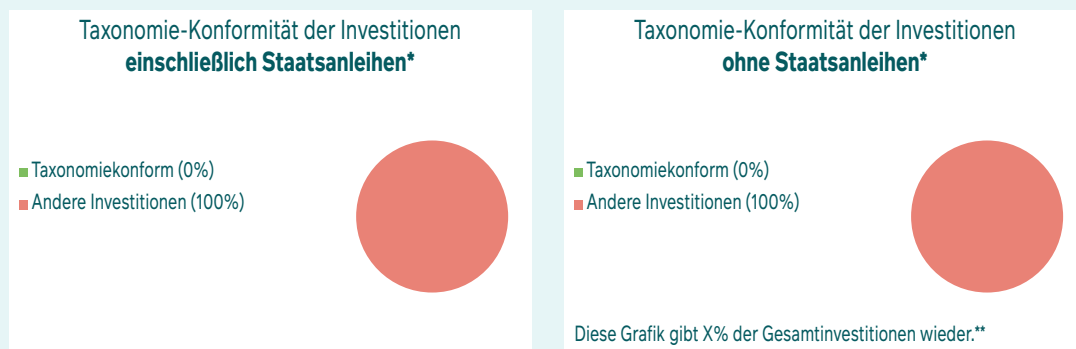 Taxonomie-Konformität der Investitionen
einschließlich Staatsanleihen*
Taxonomiekonform (0%)
Andere Investitionen (100%)
Taxonomie-Konformität der Investitionen
ohne Staatsanleihen*
Taxonomiekonform (0%)
Andere Investitionen (100%)
Diese Grafik gibt X% der Gesamtinvestitionen wieder.**